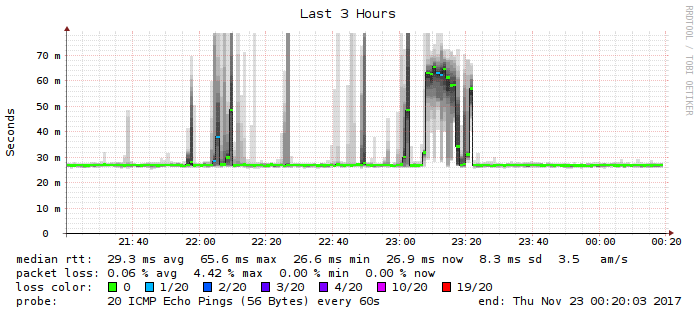 Last 3 Hours
RRDTOOL / TOBI OETIKER
Seconds
70 m
60 m
50 m
40 m
30 m
20 m
10 m
0
21:40 22:00 22:20 22:40 23:00 23:20 23:40 00:00 00:20
median rtt: 29.3 ms avg 65.6 ms max 26.6 ms min 26.9 ms now 8.3 ms sd 3.5 am/s
packet loss: 0.06 % avg 4.42 % max 0.00 % min 0.00 % now
loss color: 0 1/20 2/20 3/20 4/20 10/20 19/20
probe: 20 ICMP Echo Pings (56 Bytes) every 60s end: Thu Nov 23 00:20:03 2017